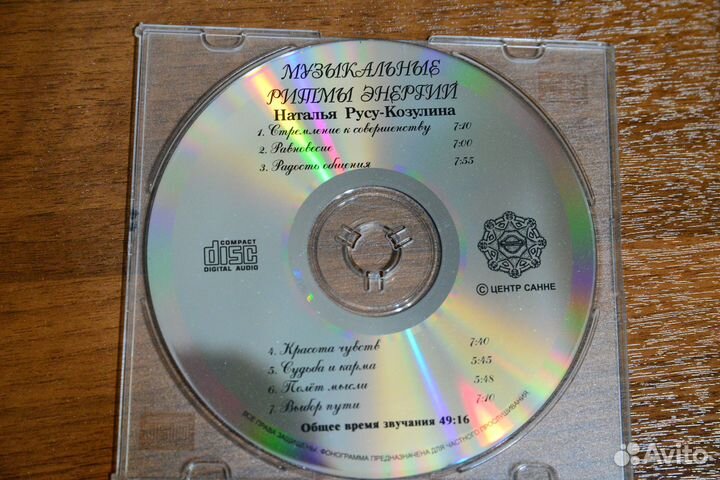 МУЗЫКАЛЬНЫЕ
РИТМЫ ЭНЕРГИЙ
Наталья Русу-Козулина
1. Стремление к совершенству 7:10
2. Равновесие 7:00
3. Радость общения 7:55
COMPACT
disc
DIGITAL AUDIO
© ЦЕНТР САННЕ
4. Красота чувств 7:40
5. Судьба и карма 5:45
6. Полёт мысли 5:48
7. Выбор пути 7:10
Общее время звучания 49:16
ВСЕ ПРАВА ЗАЩИЩЕНЫ. ФОНОГРАММА ПРЕДНАЗНАЧЕНА ДЛЯ ЧАСТНОГО ПРОСЛУШИВАНИЯ
Avito